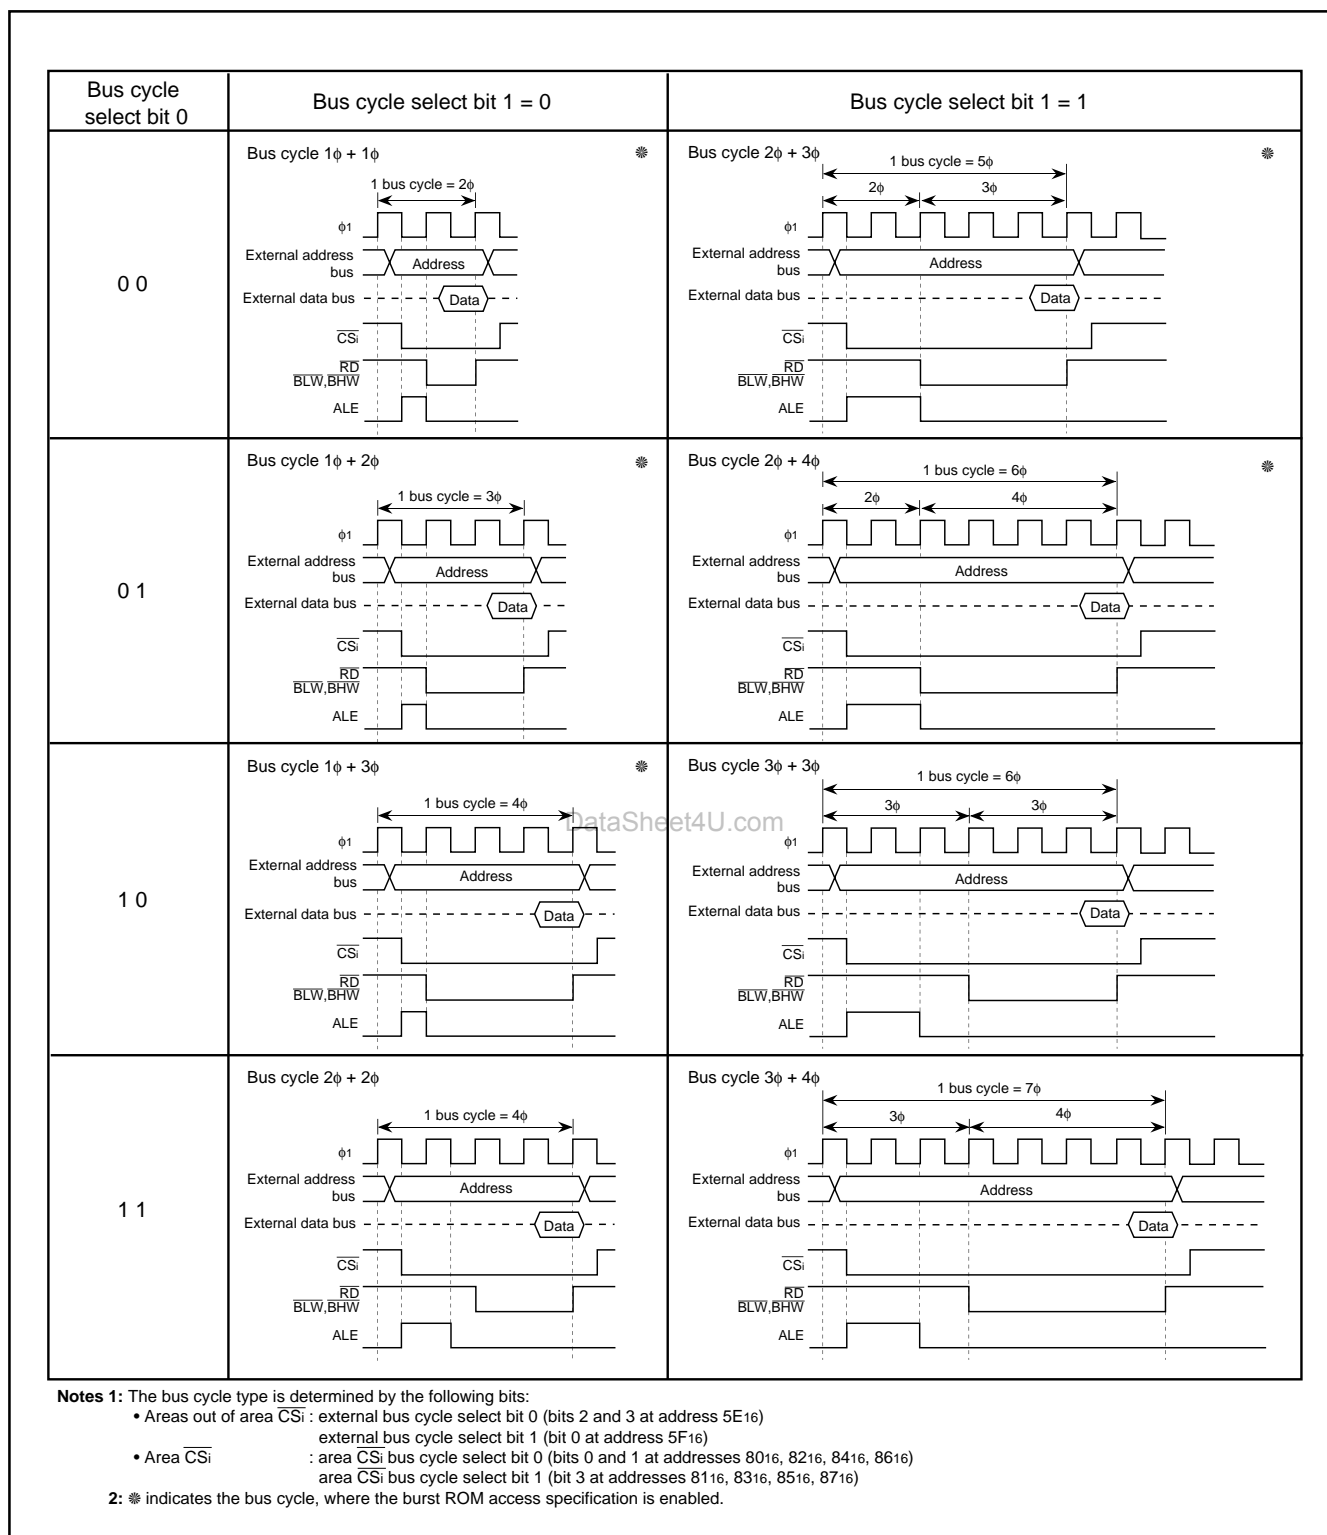 Bus cycle
select bit 0
Bus cycle select bit 1 = 0
Bus cycle select bit 1 = 1
0 0
Bus cycle 1ϕ + 1ϕ ❋
1 bus cycle = 2ϕ
ϕ1
External address
bus
Address
External data bus
Data
CSi
RD
BLW,BHW
ALE
Bus cycle 2ϕ + 3ϕ ❋
1 bus cycle = 5ϕ
2ϕ 3ϕ
ϕ1
External address
bus
Address
External data bus
Data
CSi
RD
BLW,BHW
ALE
0 1
Bus cycle 1ϕ + 2ϕ ❋
1 bus cycle = 3ϕ
ϕ1
External address
bus
Address
External data bus
Data
CSi
RD
BLW,BHW
ALE
Bus cycle 2ϕ + 4ϕ ❋
1 bus cycle = 6ϕ
2ϕ 4ϕ
ϕ1
External address
bus
Address
External data bus
Data
CSi
RD
BLW,BHW
ALE
1 0
Bus cycle 1ϕ + 3ϕ ❋
1 bus cycle = 4ϕ
ϕ1
External address
bus
Address
External data bus
Data
CSi
RD
BLW,BHW
ALE
DataSheet4U.com
Bus cycle 3ϕ + 3ϕ
1 bus cycle = 6ϕ
3ϕ 3ϕ
ϕ1
External address
bus
Address
External data bus
Data
CSi
RD
BLW,BHW
ALE
1 1
Bus cycle 2ϕ + 2ϕ
1 bus cycle = 4ϕ
ϕ1
External address
bus
Address
External data bus
Data
CSi
RD
BLW,BHW
ALE
Bus cycle 3ϕ + 4ϕ
1 bus cycle = 7ϕ
3ϕ 4ϕ
ϕ1
External address
bus
Address
External data bus
Data
CSi
RD
BLW,BHW
ALE
Notes 1: The bus cycle type is determined by the following bits:
• Areas out of area CSi : external bus cycle select bit 0 (bits 2 and 3 at address 5E16)
external bus cycle select bit 1 (bit 0 at address 5F16)
• Area CSi : area CSi bus cycle select bit 0 (bits 0 and 1 at addresses 8016, 8216, 8416, 8616)
area CSi bus cycle select bit 1 (bit 3 at addresses 8116, 8316, 8516, 8716)
2: ❋ indicates the bus cycle, where the burst ROM access specification is enabled.